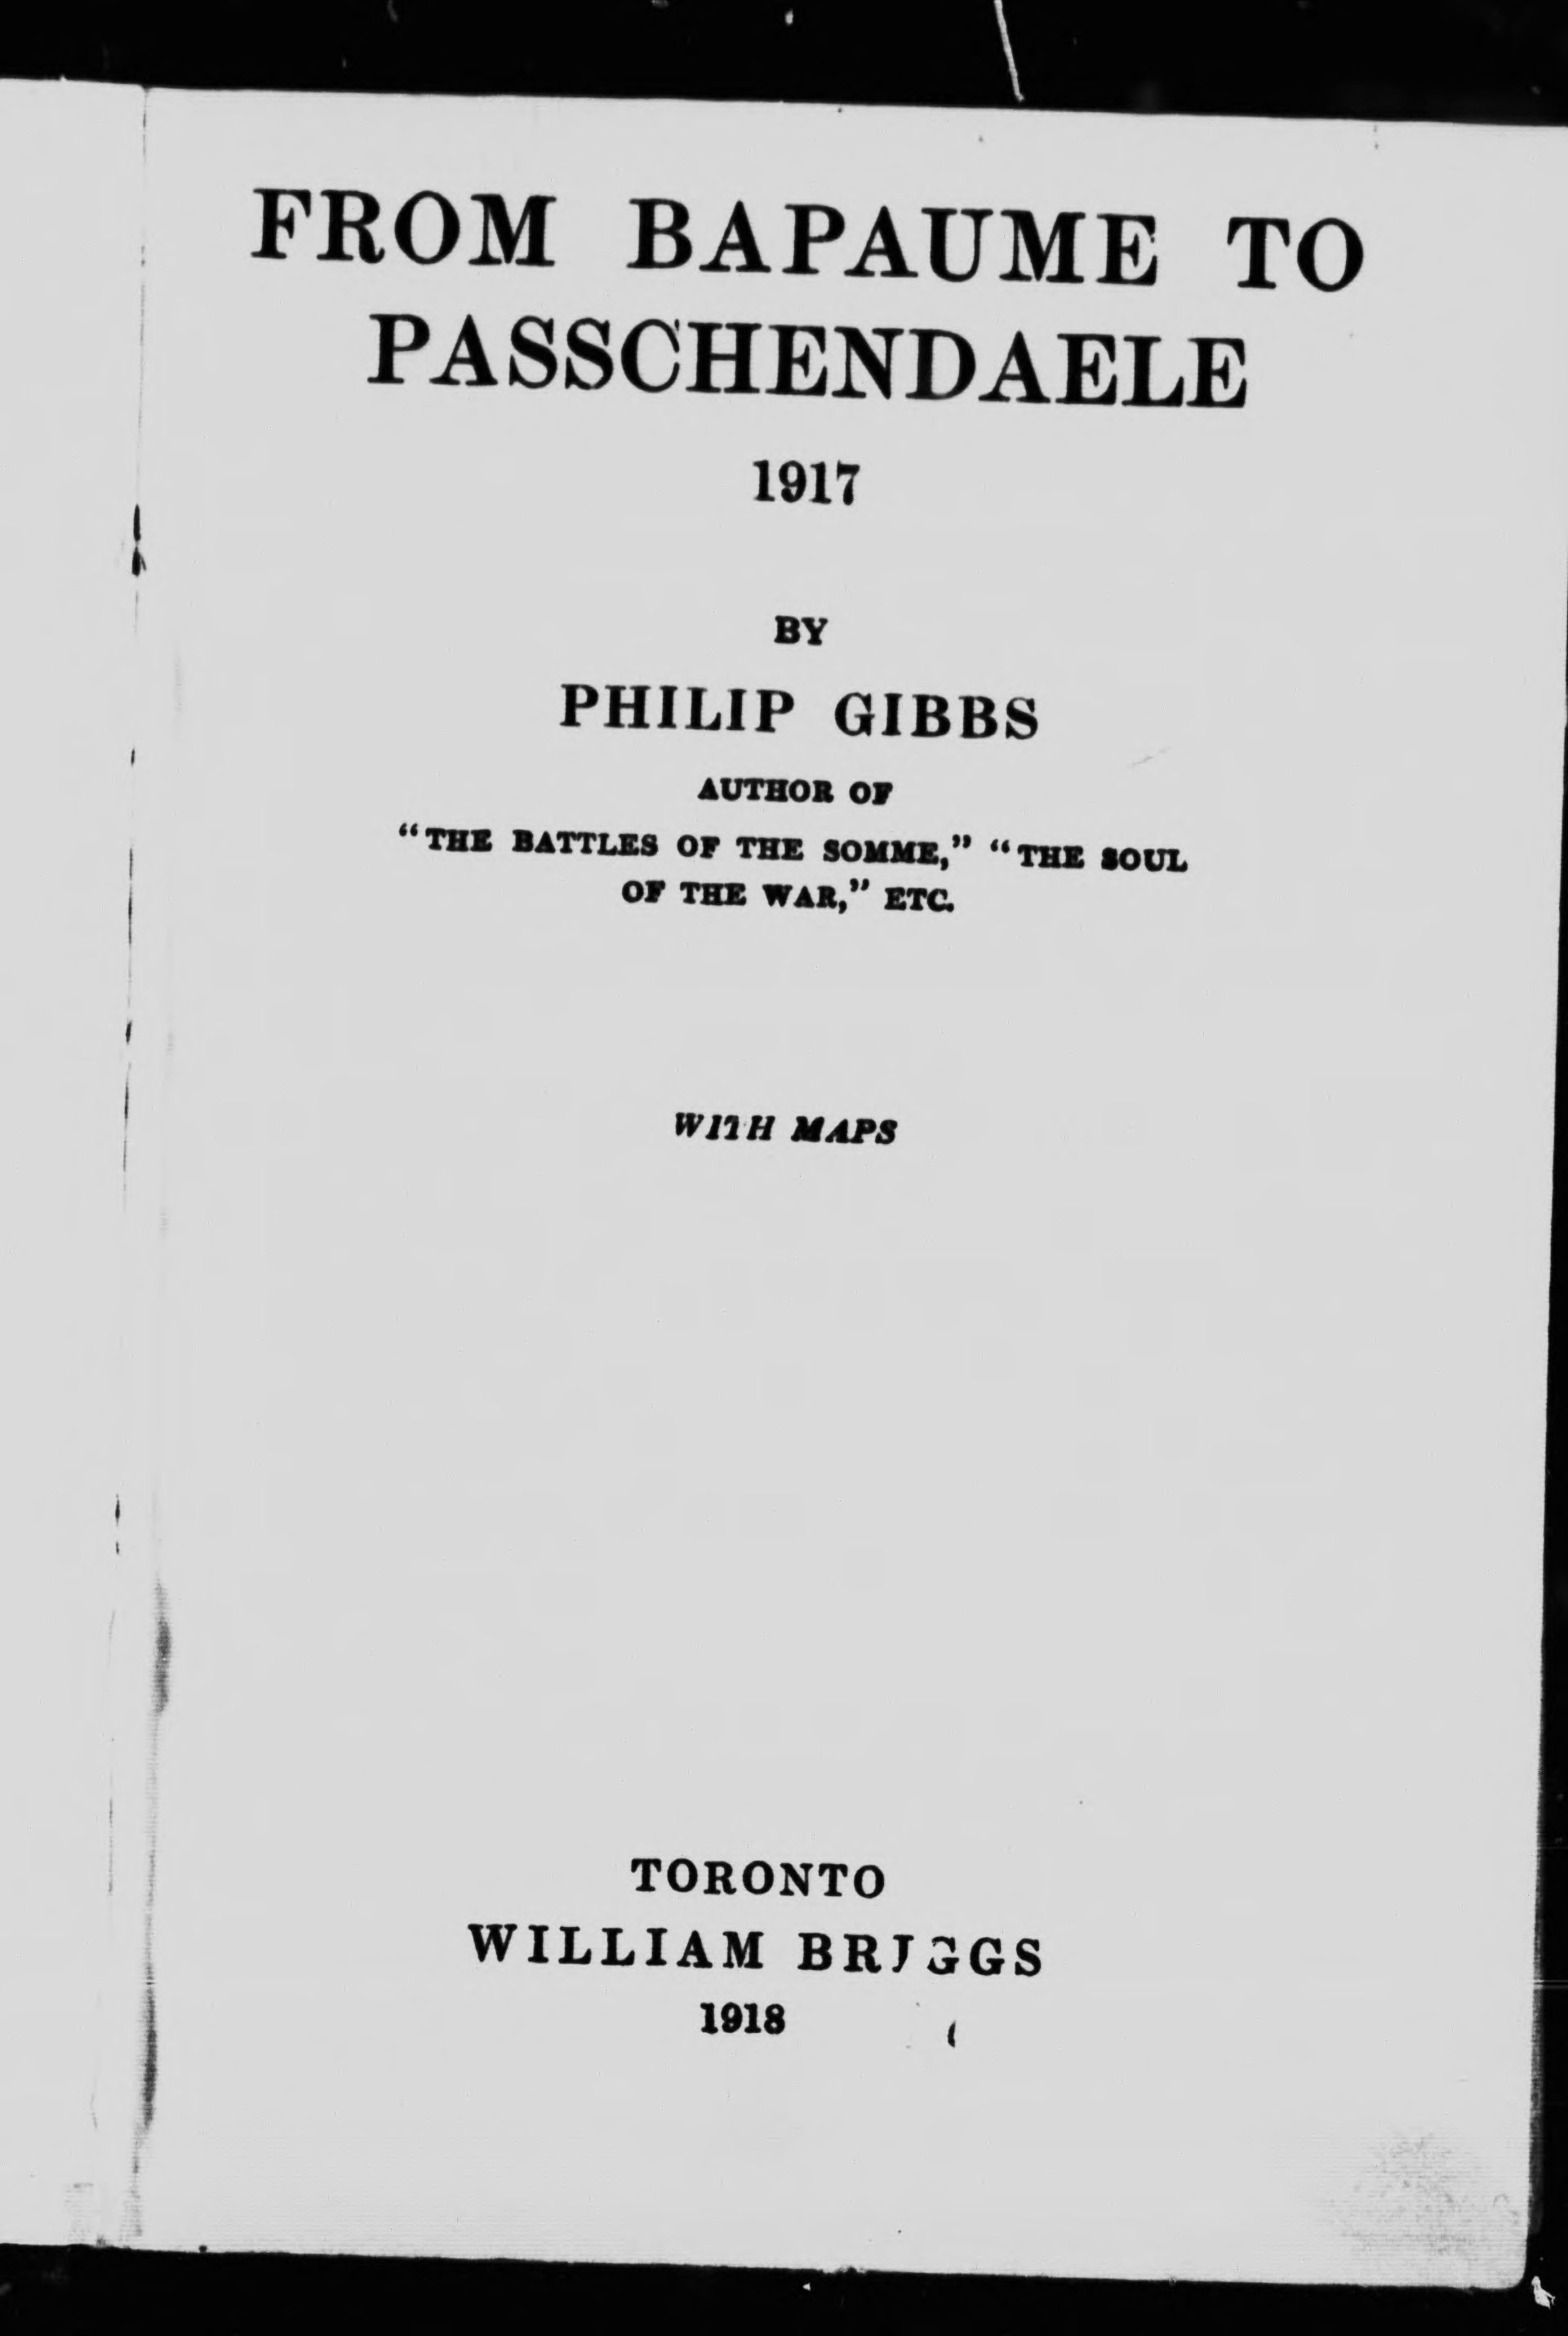 FROM BAPAUME TO
PASSCHENDAELE
1917
BY
PHILIP GIBBS
AUTHOR OF
“THE BATTLES OF THE SOMME,” “THE SOUL
OF THE WAR,” ETC.
WITH MAPS
TORONTO
WILLIAM BRIGGS
1918